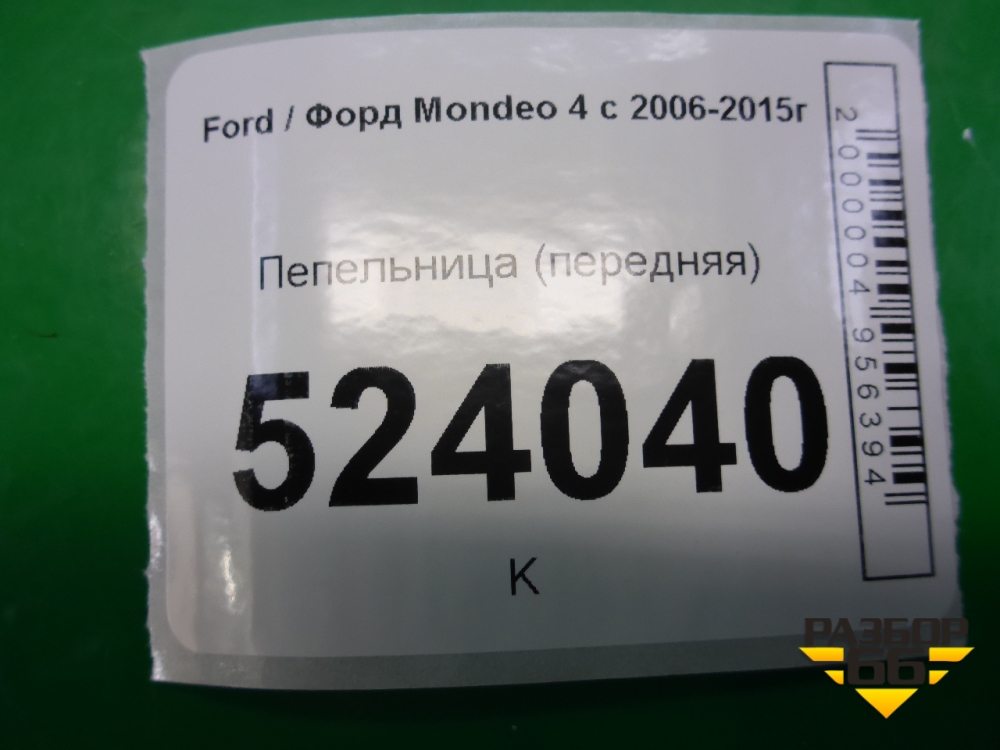 Ford / Форд Mondeo 4 с 2006-2015г
Пепельница (передняя)
524040
К
2000004956394
РАЗБОР
66